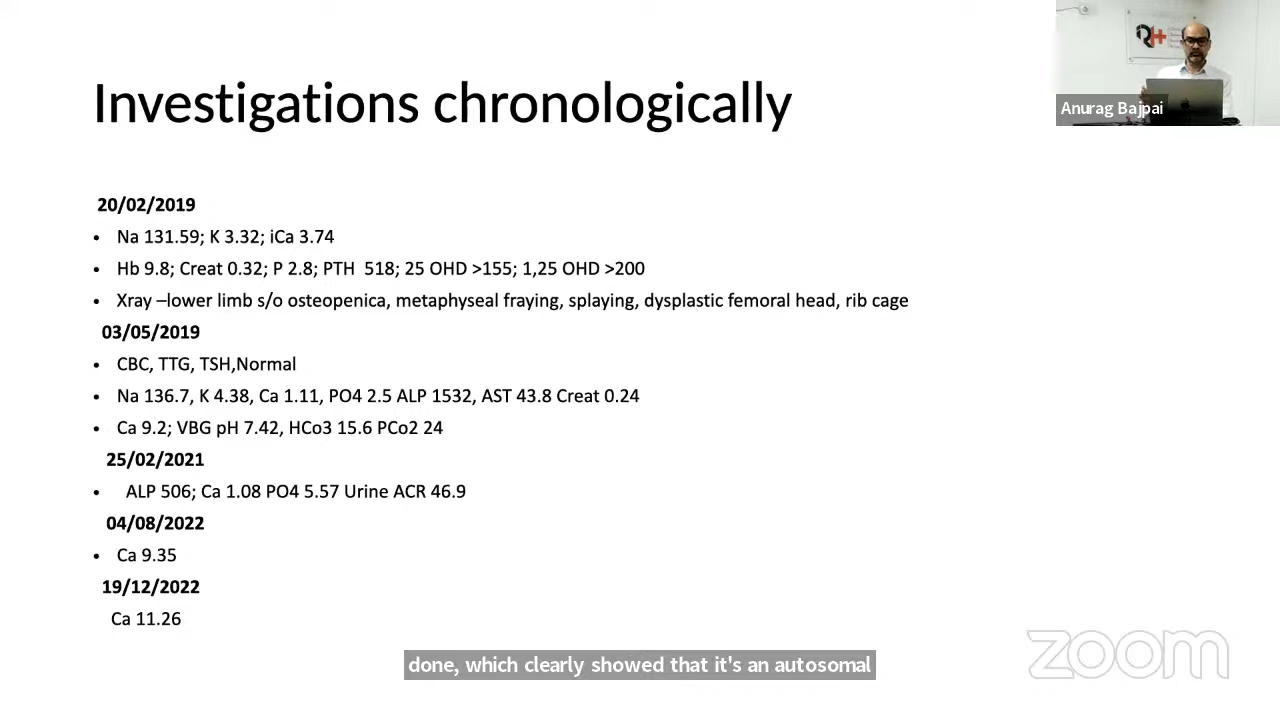 Investigations chronologically
Anurag Bajpai
20/02/2019
• Na 131.59; K 3.32; iCa 3.74
• Hb 9.8; Creat 0.32; P 2.8; PTH 518; 25 OHD >155; 1,25 OHD >200
• Xray –lower limb s/o osteopenica, metaphyseal fraying, splaying, dysplastic femoral head, rib cage
03/05/2019
• CBC, TTG, TSH,Normal
• Na 136.7, K 4.38, Ca 1.11, PO4 2.5 ALP 1532, AST 43.8 Creat 0.24
• Ca 9.2; VBG pH 7.42, HCo3 15.6 PCo2 24
25/02/2021
• ALP 506; Ca 1.08 PO4 5.57 Urine ACR 46.9
04/08/2022
• Ca 9.35
19/12/2022
Ca 11.26
done, which clearly showed that it's an autosomal
zoom